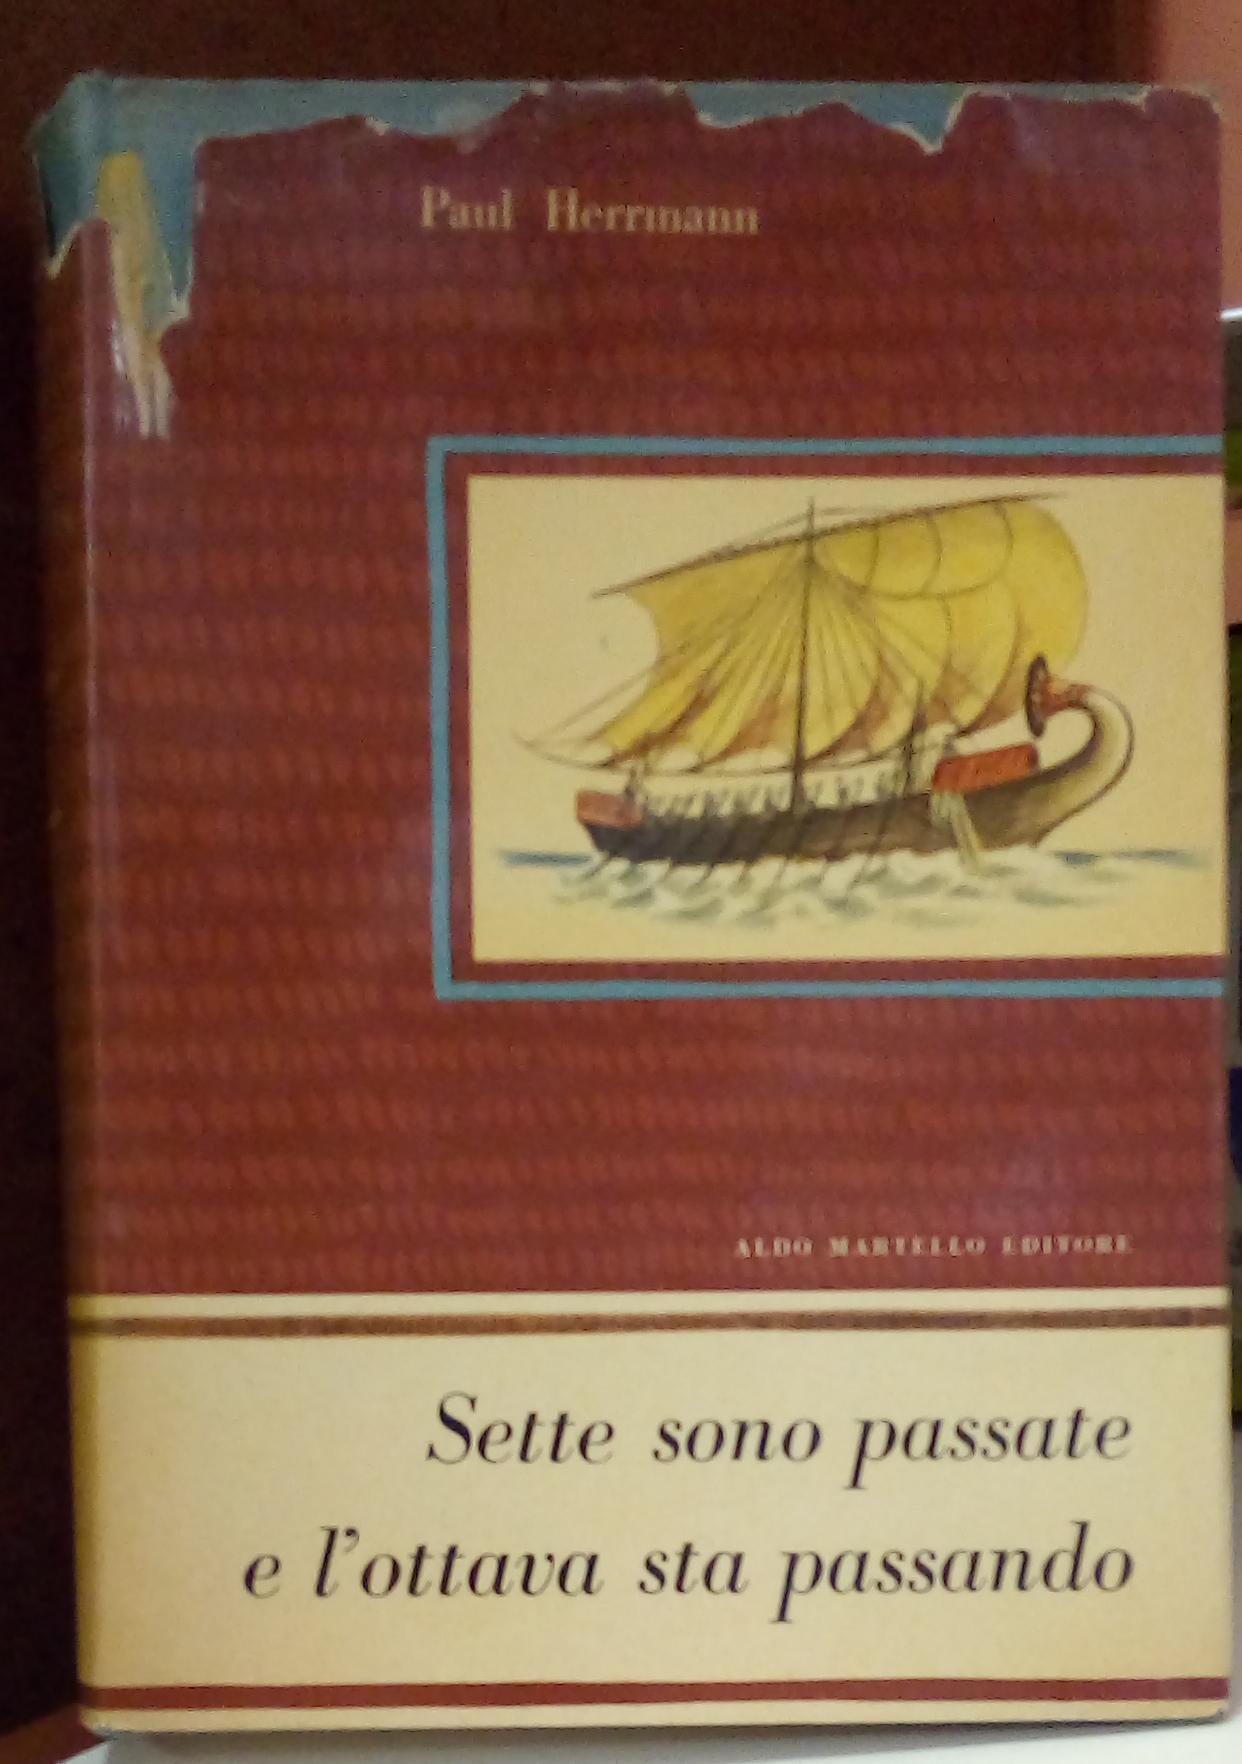 Paul Herrmann
ALDO MARTELLO EDITORE
Sette sono passate
e l'ottava sta passando